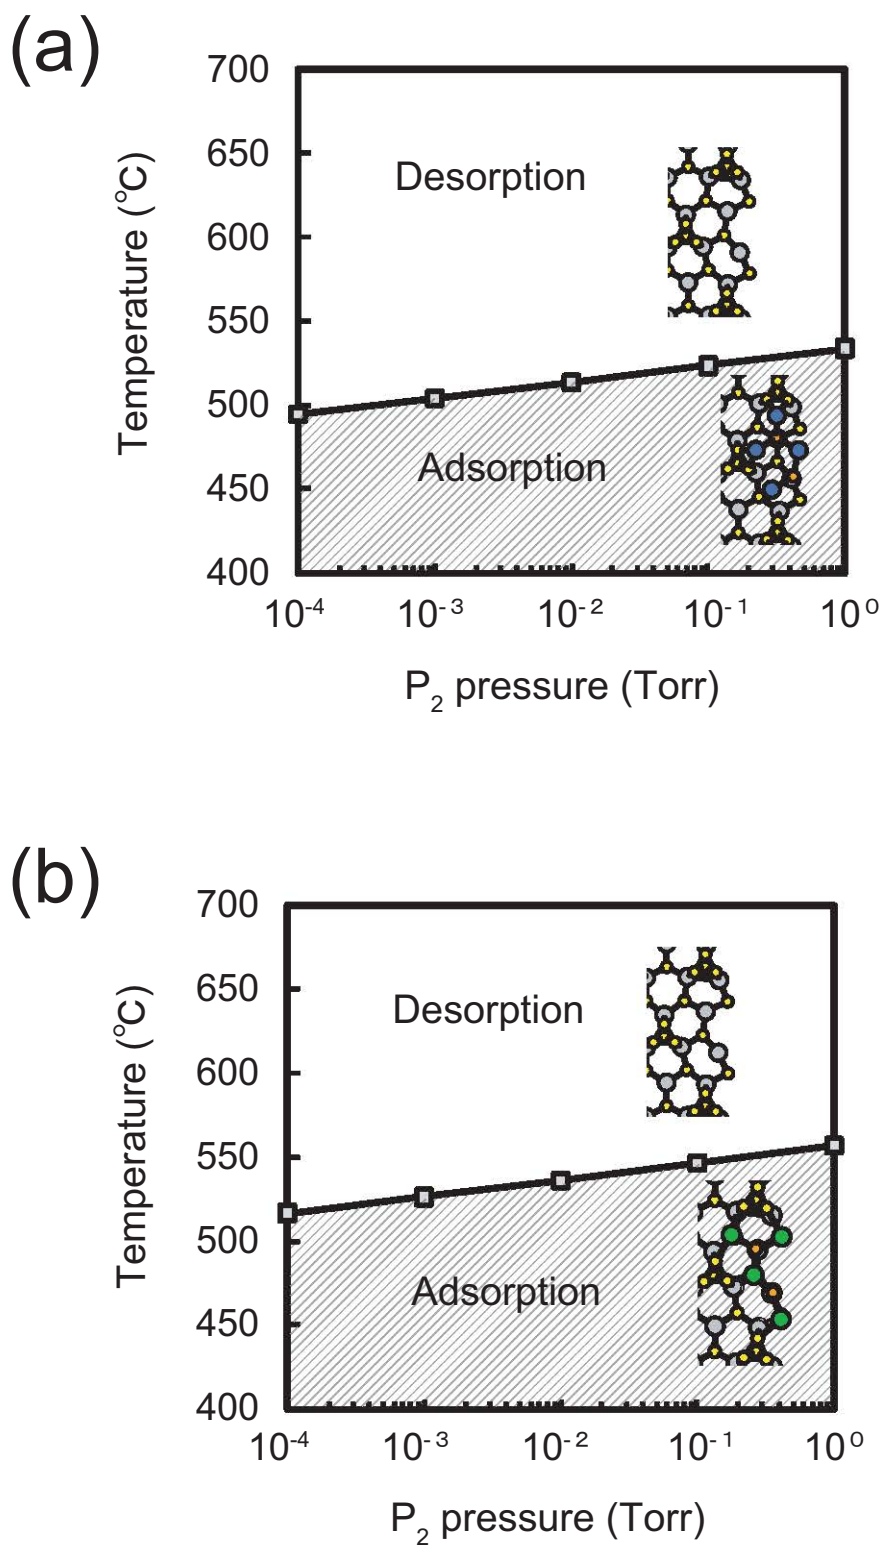 (a)
700
650
600
550
500
450
400
Temperature (℃)
Desorption
Adsorption
10⁻⁴ 10⁻³ 10⁻² 10⁻¹ 10⁰
P₂ pressure (Torr)
(b)
700
650
600
550
500
450
400
Temperature (℃)
Desorption
Adsorption
10⁻⁴ 10⁻³ 10⁻² 10⁻¹ 10⁰
P₂ pressure (Torr)